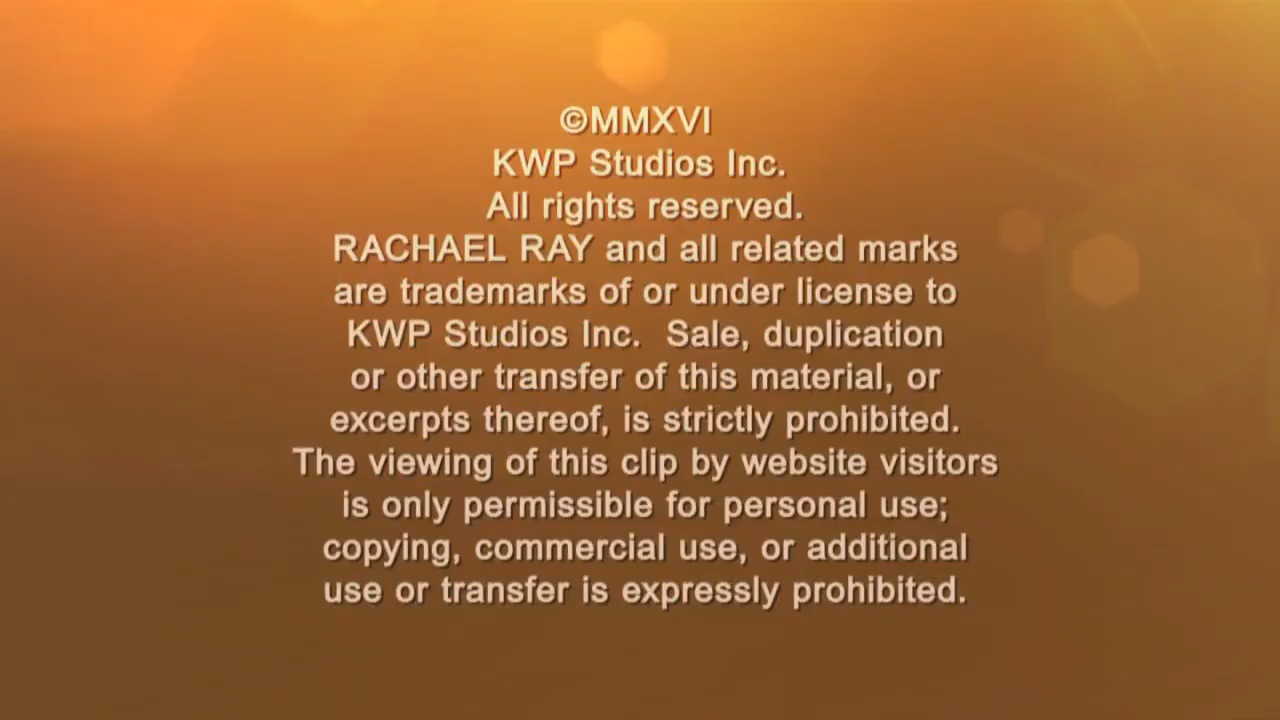 ©MMXVI
KWP Studios Inc.
All rights reserved.
RACHAEL RAY and all related marks
are trademarks of or under license to
KWP Studios Inc.  Sale, duplication
or other transfer of this material, or
excerpts thereof, is strictly prohibited.
The viewing of this clip by website visitors
is only permissible for personal use;
copying, commercial use, or additional
use or transfer is expressly prohibited.